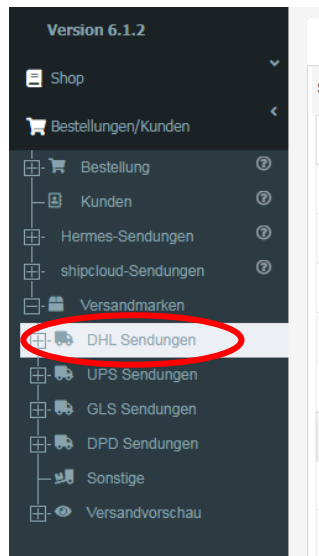 Version 6.1.2
Shop
Bestellungen/Kunden
Bestellung
Kunden
Hermes-Sendungen
shipcloud-Sendungen
Versandmarken
DHL Sendungen
UPS Sendungen
GLS Sendungen
DPD Sendungen
Sonstige
Versandvorschau